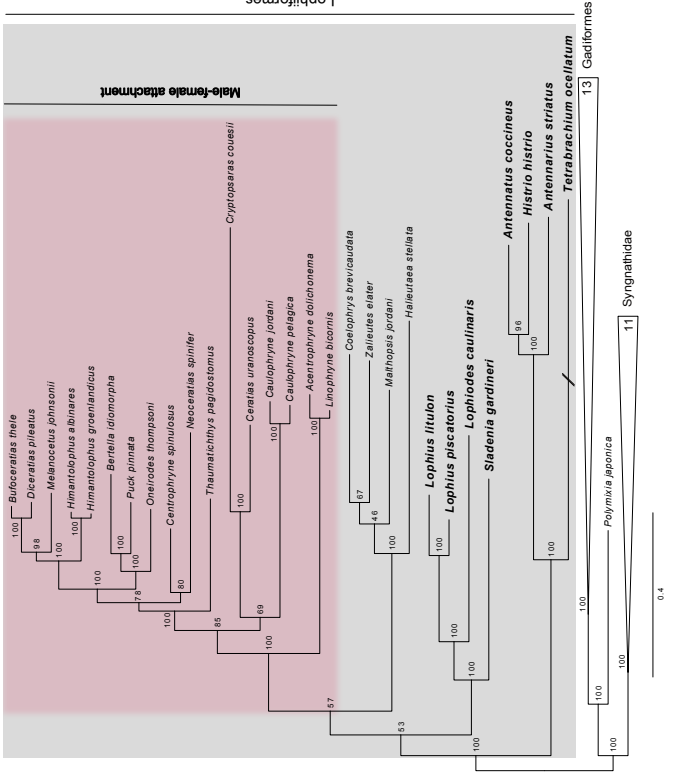 Lophiiformes
Male-female attachment
Bufoceratias thele
Diceratias pileatus
Melanocetus johnsonii
Himantolophus albinares
Himantolophus groenlandicus
Bertella idiomorpha
Puck pinnata
Oneirodes thompsoni
Centrophryne spinulosus
Neoceratias spinifer
Thaumatichthys pagidostomus
Cryptopsaras couesii
Ceratias uranoscopus
Caulophryne jordani
Caulophryne pelagica
Acentrophryne dolichonema
Linophryne bicornis
Coelophrys brevicaudata
Zalieutes elater
Malthopsis jordani
Halieutaea stellata
Lophius litulon
Lophius piscatorius
Lophiodes caulinaris
Sladenia gardineri
Antennatus coccineus
Histrio histrio
Antennarius striatus
Tetrabrachium ocellatum
13 Gadiformes
Polymixia japonica
11 Syngnathidae
100
98
100
100
100
100
100
78
80
100
85
100
69
100
100
100
67
46
100
57
100
100
100
53
96
100
100
100
100
100
100
0.4